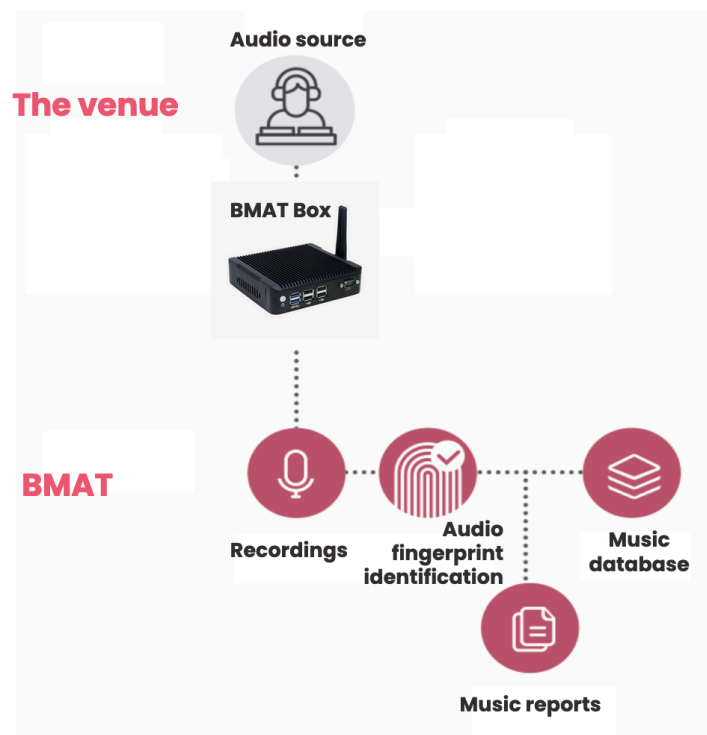 Audio source
The venue
BMAT Box
BMAT
Recordings
Audio
fingerprint
identification
Music
database
Music reports